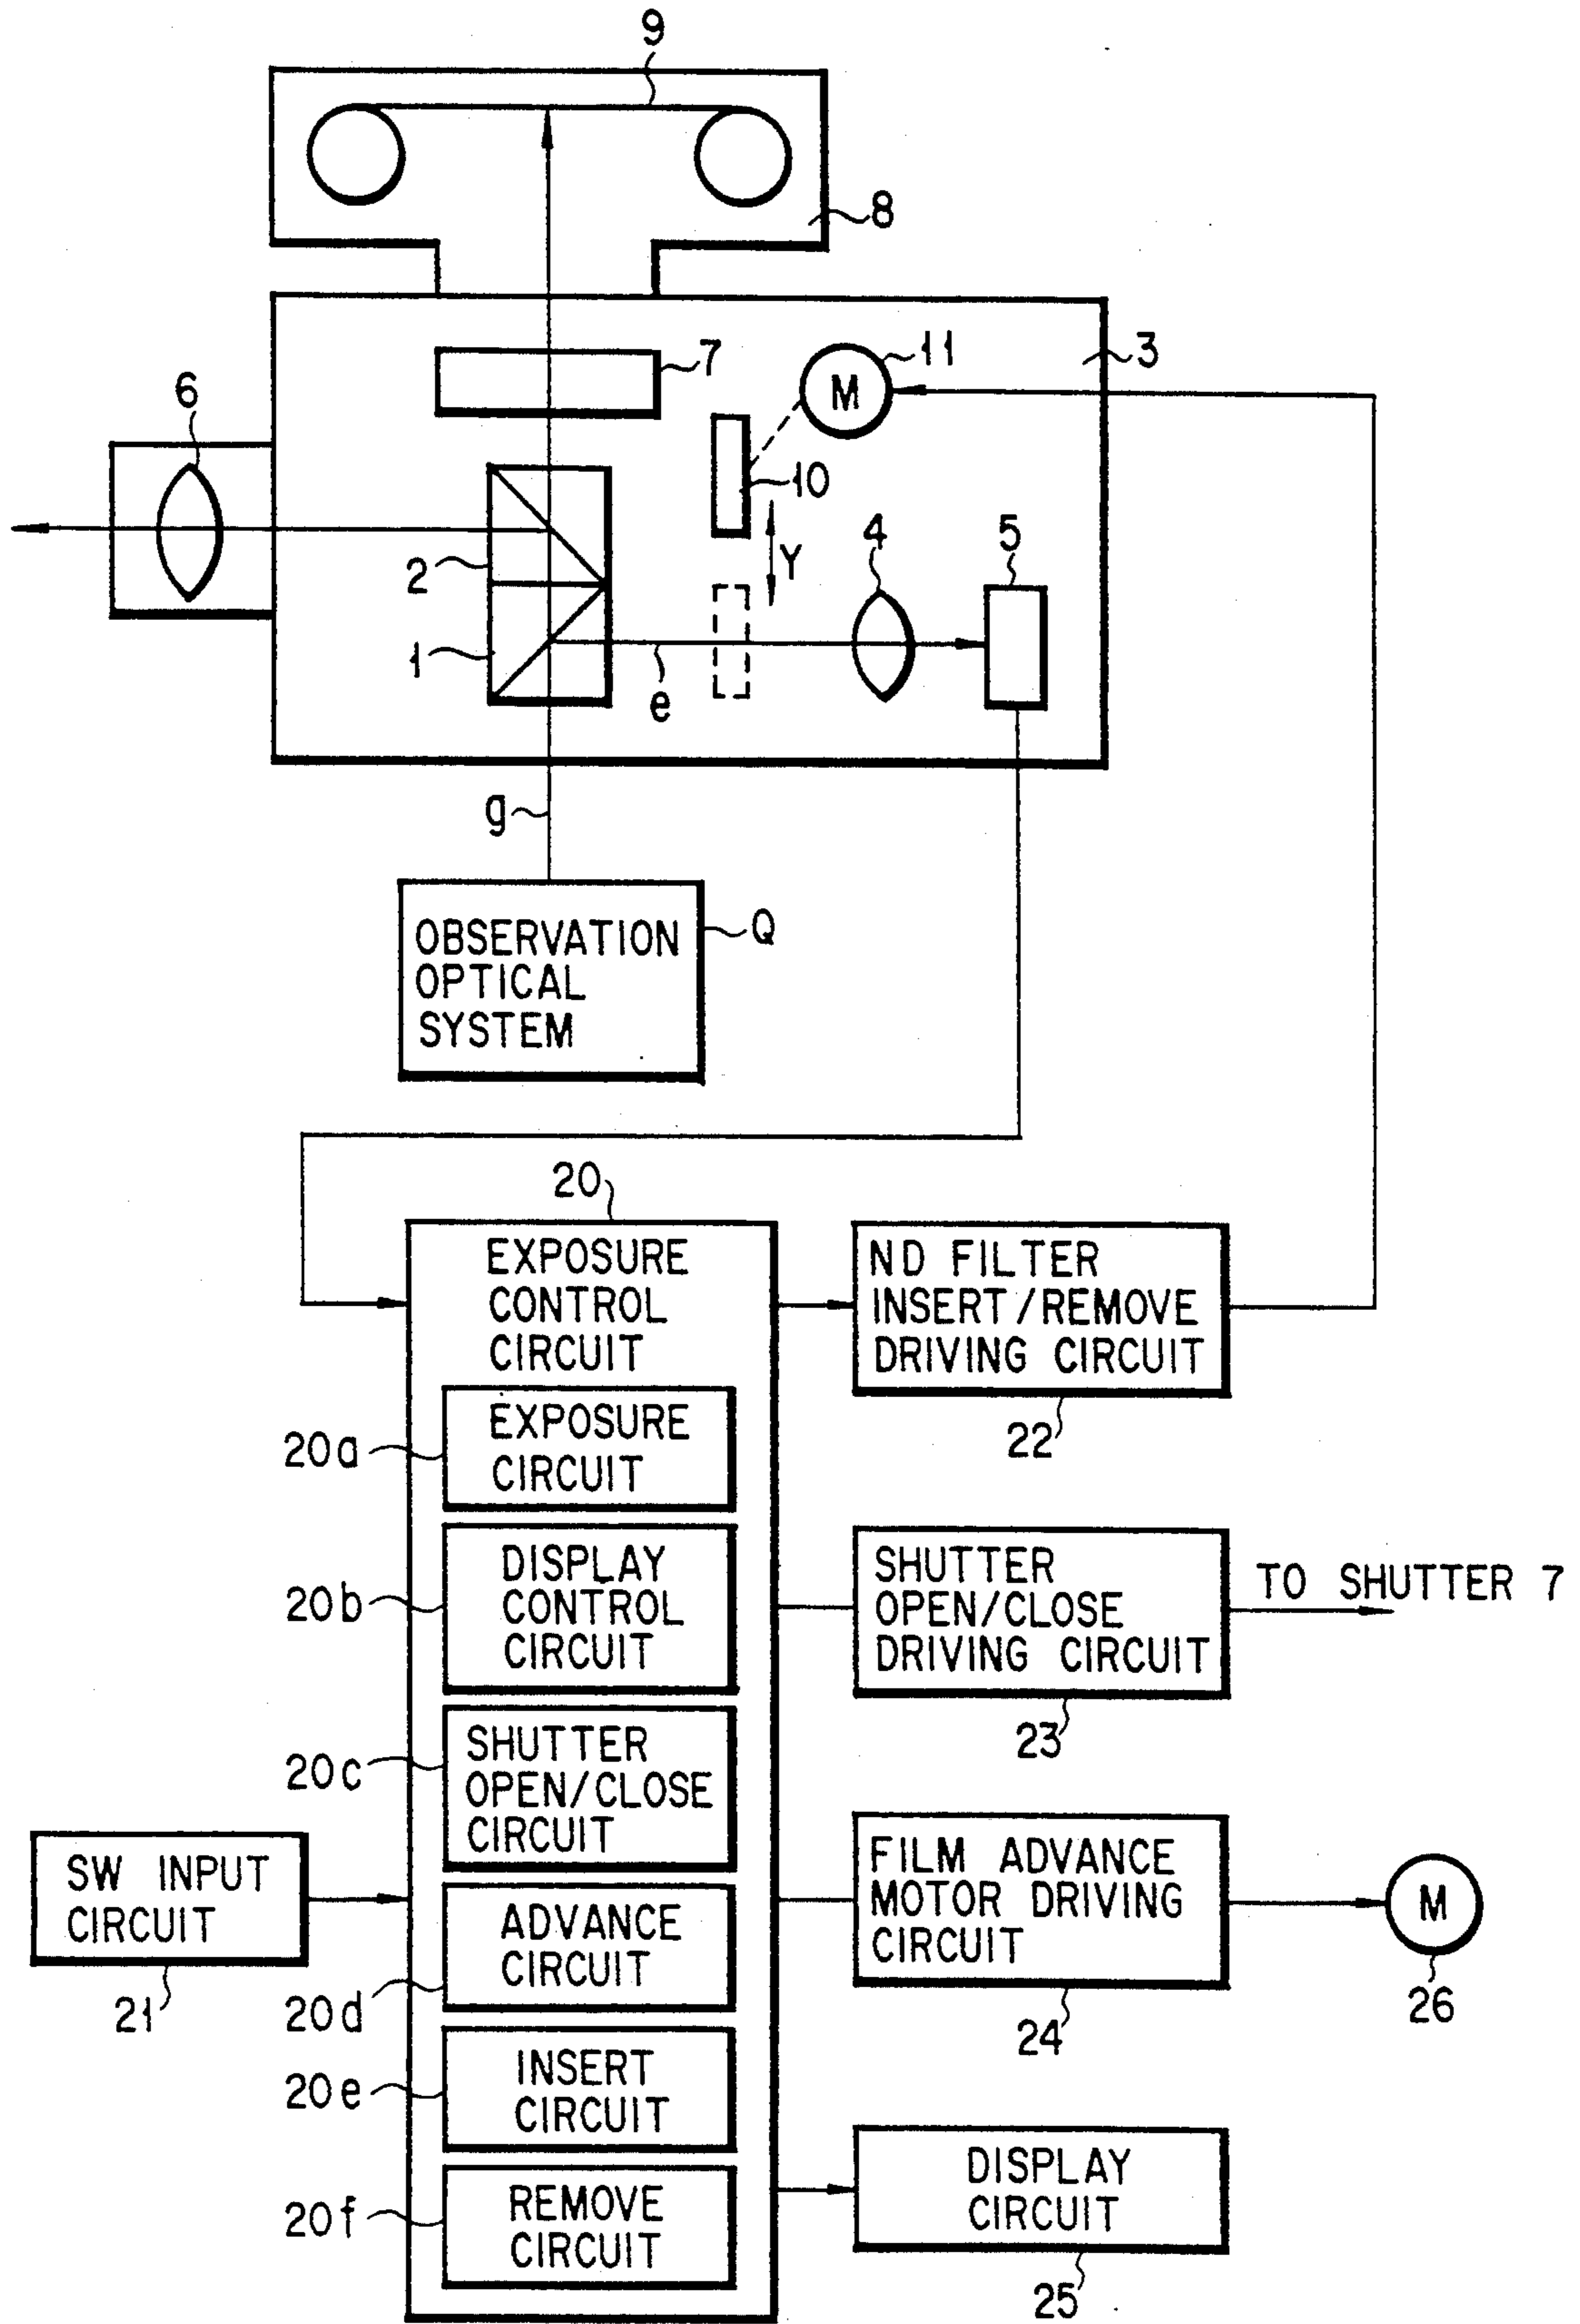 9
8
3
11
M
7
6
10
4
5
Y
2
1
e
g
OBSERVATION
OPTICAL
SYSTEM
Q
20
EXPOSURE
CONTROL
CIRCUIT
ND FILTER
INSERT/REMOVE
DRIVING CIRCUIT
22
20a
EXPOSURE
CIRCUIT
20b
DISPLAY
CONTROL
CIRCUIT
SHUTTER
OPEN/CLOSE
DRIVING CIRCUIT
23
TO SHUTTER 7
20c
SHUTTER
OPEN/CLOSE
CIRCUIT
SW INPUT
CIRCUIT
21
20d
ADVANCE
CIRCUIT
FILM ADVANCE
MOTOR DRIVING
CIRCUIT
24
M
26
20e
INSERT
CIRCUIT
20f
REMOVE
CIRCUIT
DISPLAY
CIRCUIT
25